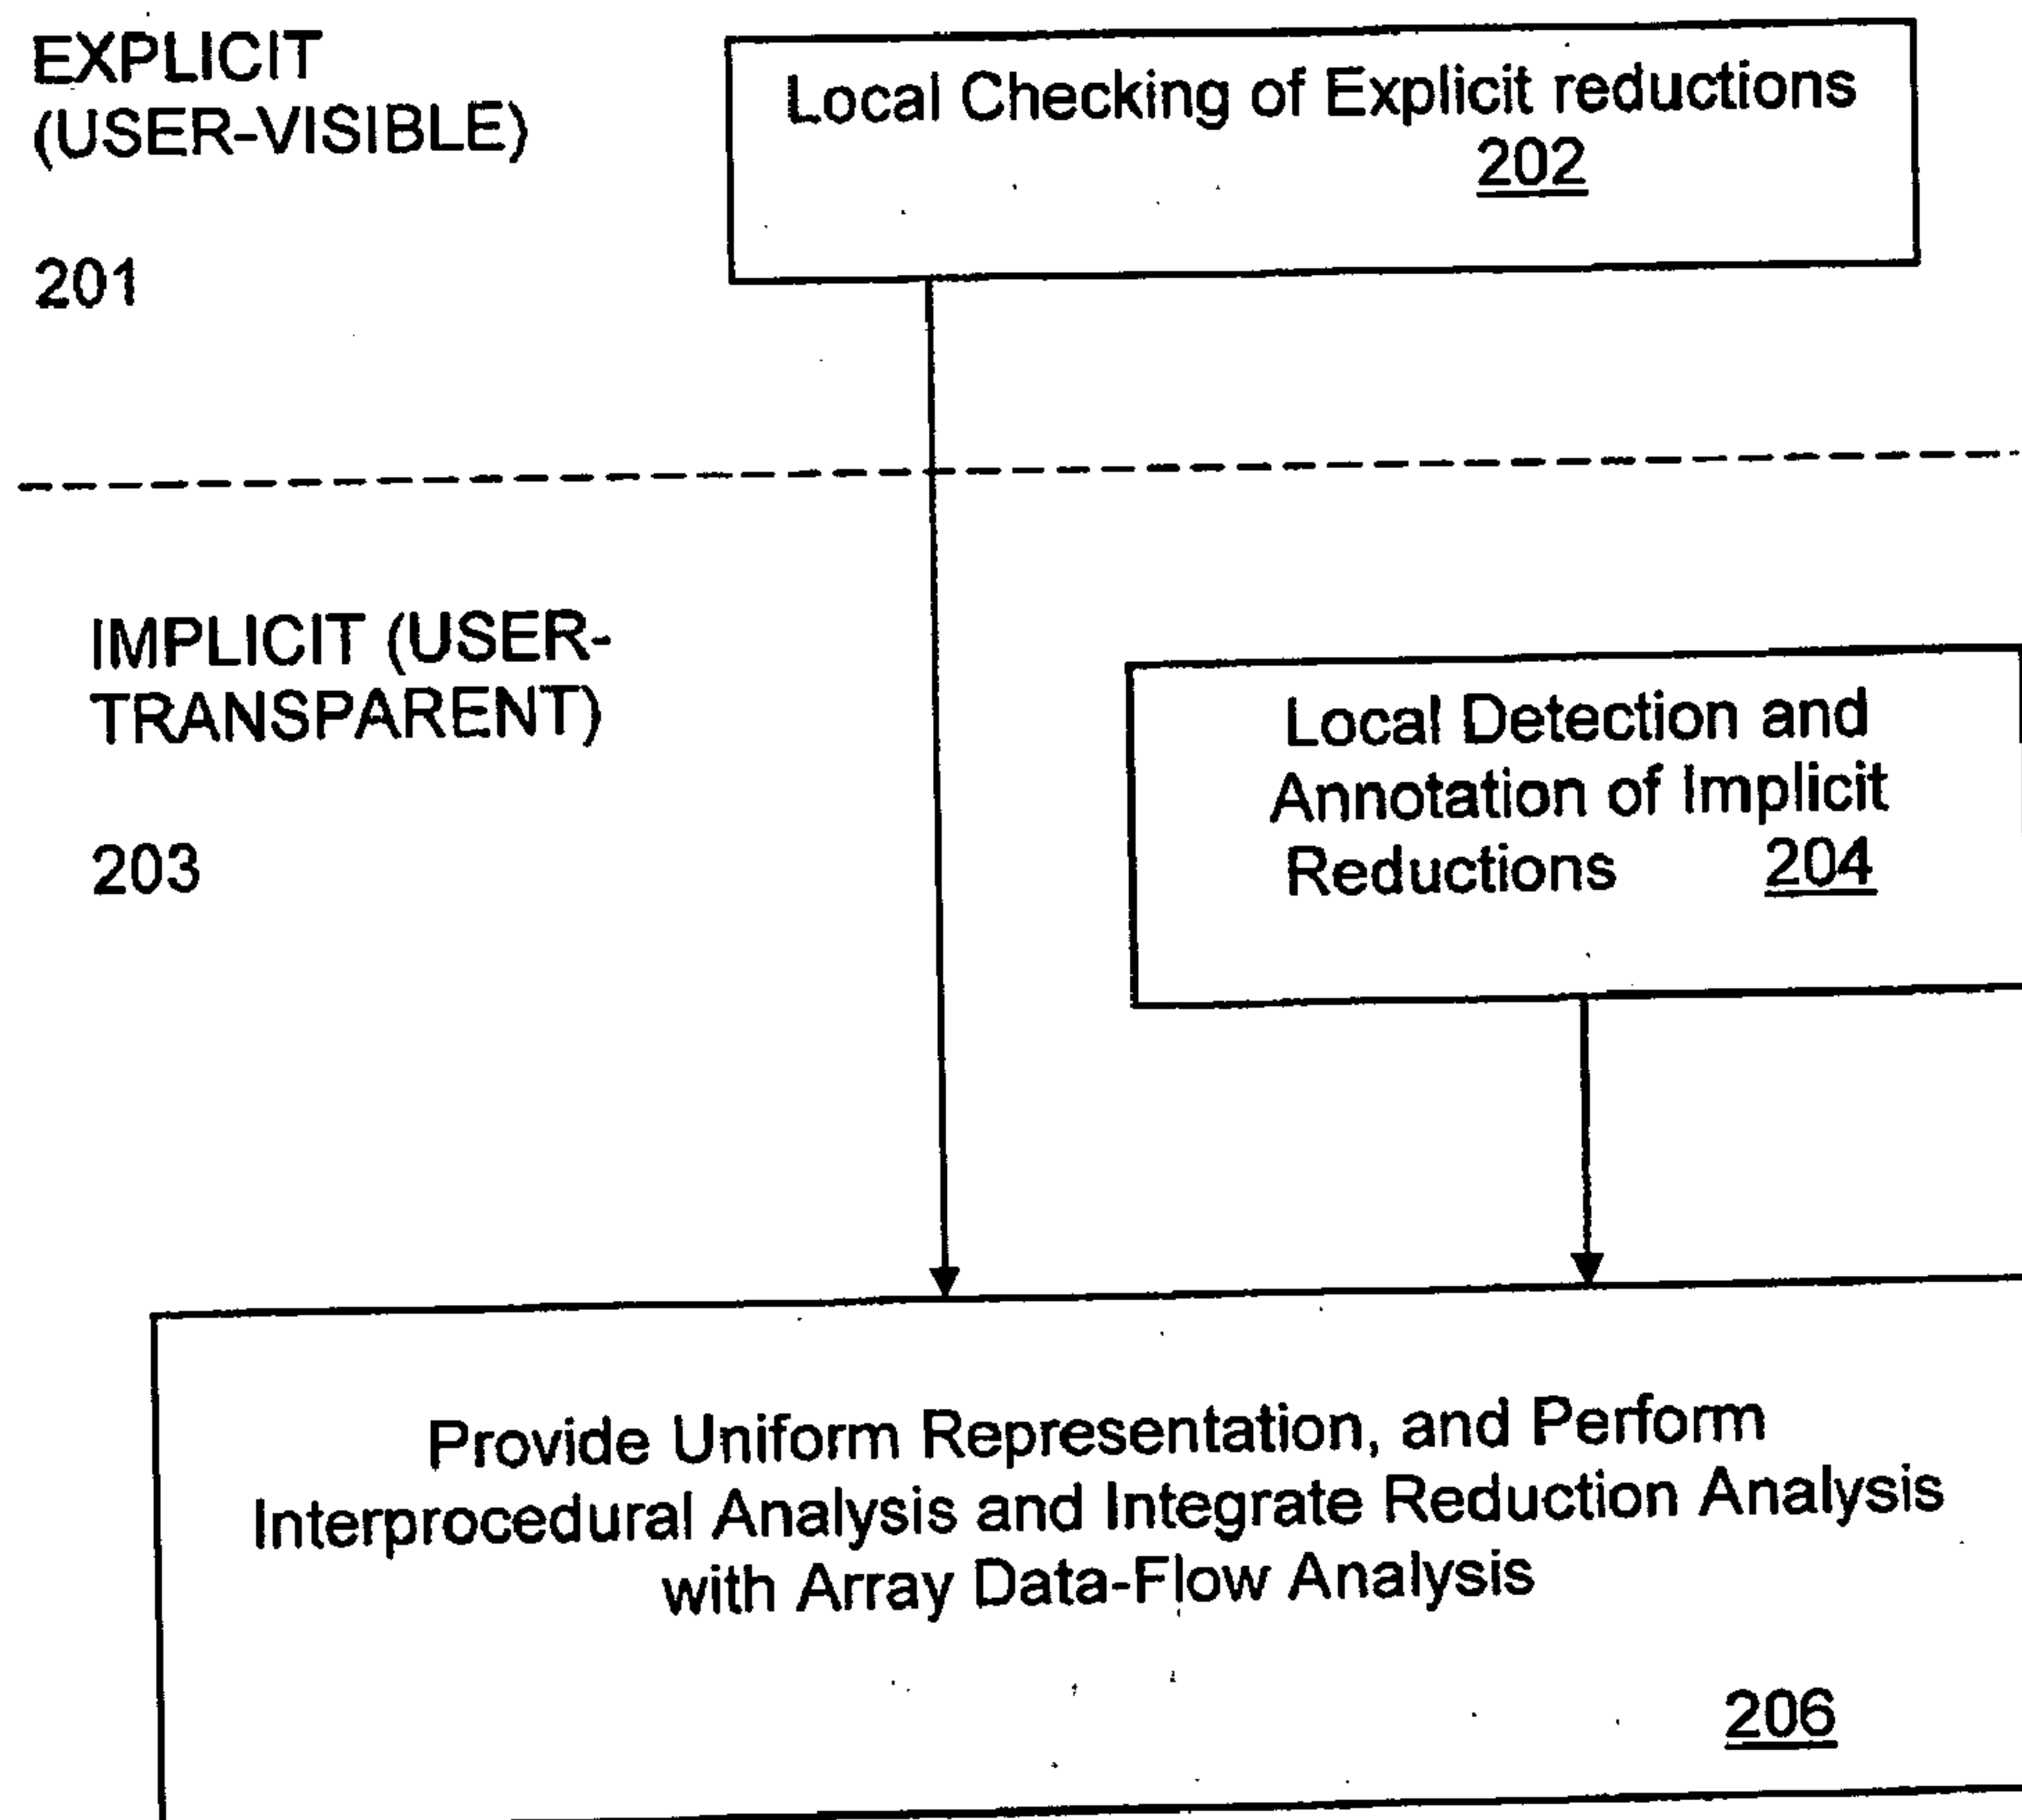 EXPLICIT
(USER-VISIBLE)
201
Local Checking of Explicit reductions
202
IMPLICIT (USER-
TRANSPARENT)
203
Local Detection and
Annotation of Implicit
Reductions 204
Provide Uniform Representation, and Perform
Interprocedural Analysis and Integrate Reduction Analysis
with Array Data-Flow Analysis
206